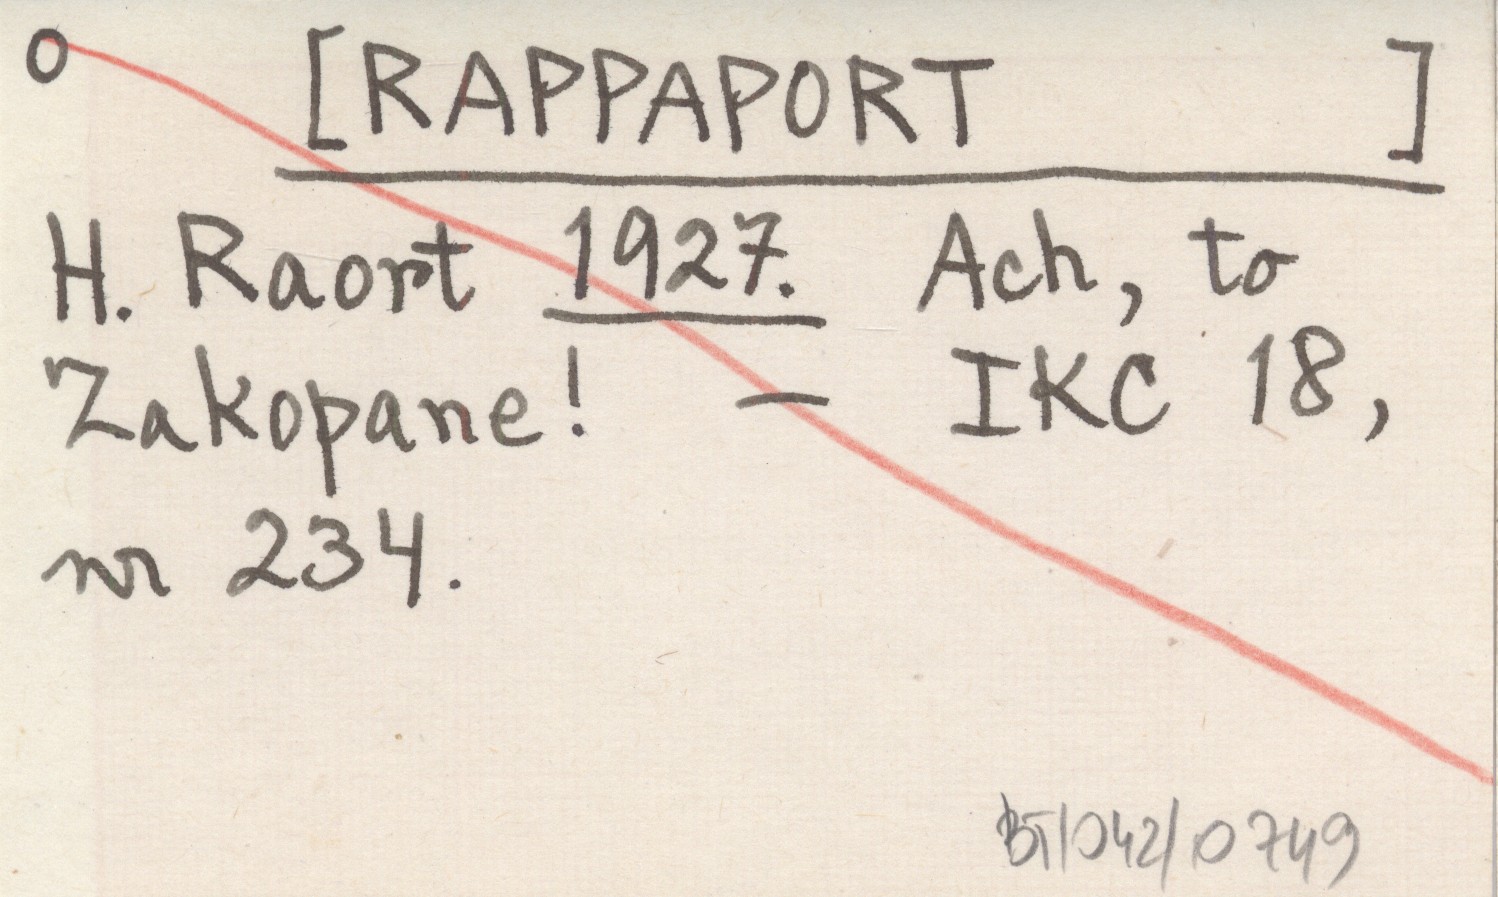 o [RAPPAPORT ]
H. Raort 1927. Ach, to
Zakopane! — IKC 18,
nr 234.
BT/042/0749